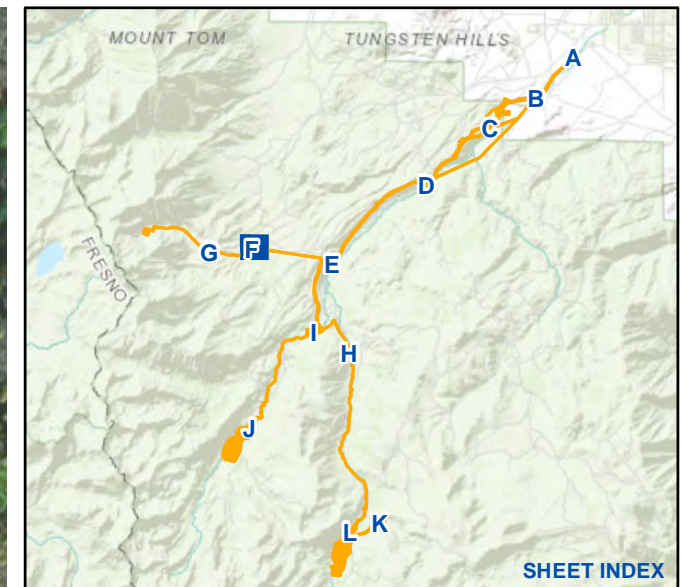 MOUNT TOM
TUNGSTEN HILLS
A
B
C
D
E
F
G
FRESNO
I
H
J
K
L
SHEET INDEX